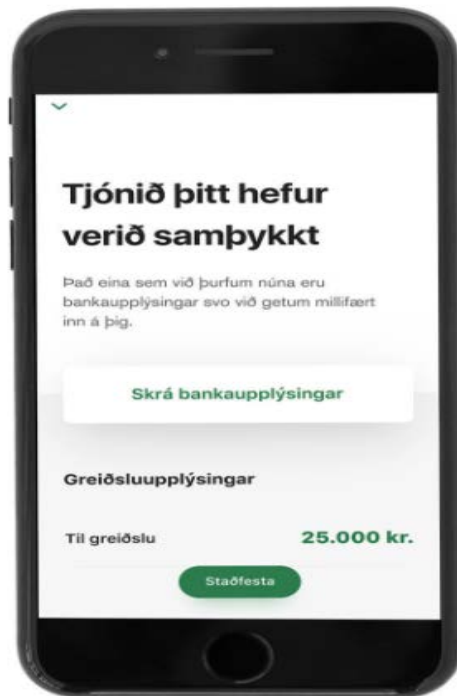 Tjónið þitt hefur
verið samþykkt
Það eina sem við þurfum núna eru
bankaupplýsingar svo við getum millifært
inn á þig.
Skrá bankaupplýsingar
Greiðsluupplýsingar
Til greiðslu 25.000 kr.
Staðfesta